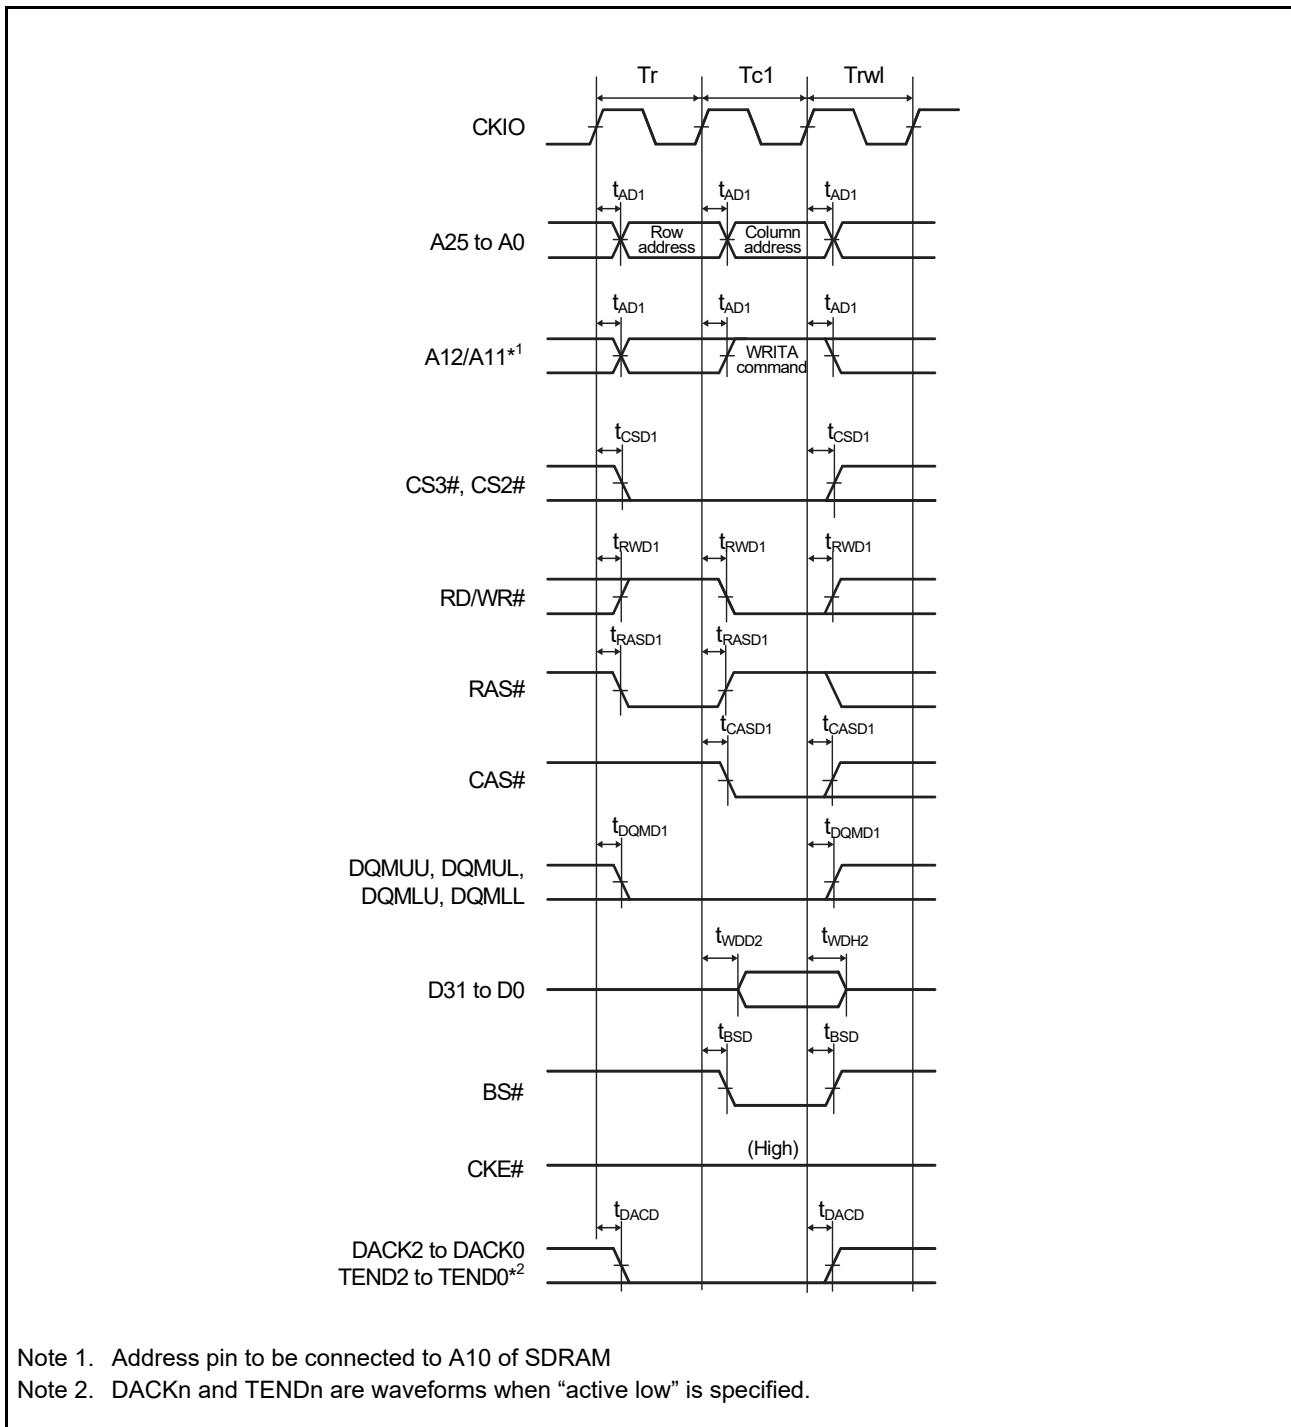 Tr Tc1 Trwl
CKIO
tAD1 tAD1 tAD1
A25 to A0
Row address
Column address
tAD1 tAD1 tAD1
A12/A11*1
WRITA command
tCSD1 tCSD1
CS3#, CS2#
tRWD1 tRWD1 tRWD1
RD/WR#
tRASD1 tRASD1
RAS#
tCASD1 tCASD1
CAS#
tDQMD1 tDQMD1
DQMUU, DQMUL,
DQMLU, DQMLL
tWDD2 tWDH2
D31 to D0
tBSD tBSD
BS#
(High)
CKE#
tDACD tDACD
DACK2 to DACK0
TEND2 to TEND0*2
Note 1. Address pin to be connected to A10 of SDRAM
Note 2. DACKn and TENDn are waveforms when “active low” is specified.